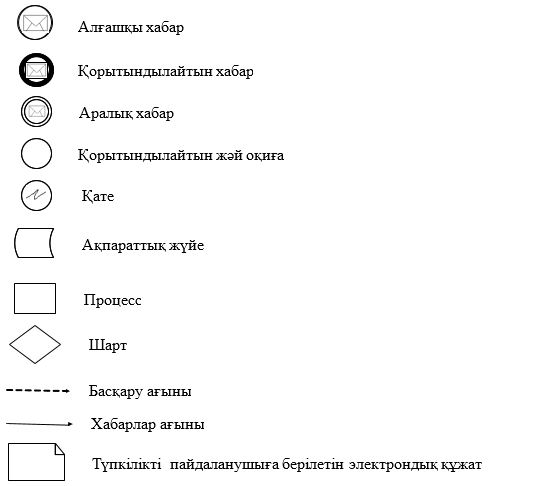 Алғашқы хабар
Қорытындылайтын хабар
Аралық хабар
Қорытындылайтын жәй оқиға
Қате
Ақпараттық жүйе
Процесс
Шарт
Басқару ағыны
Хабарлар ағыны
Түпкілікті пайдаланушыға берілетін электрондық құжат